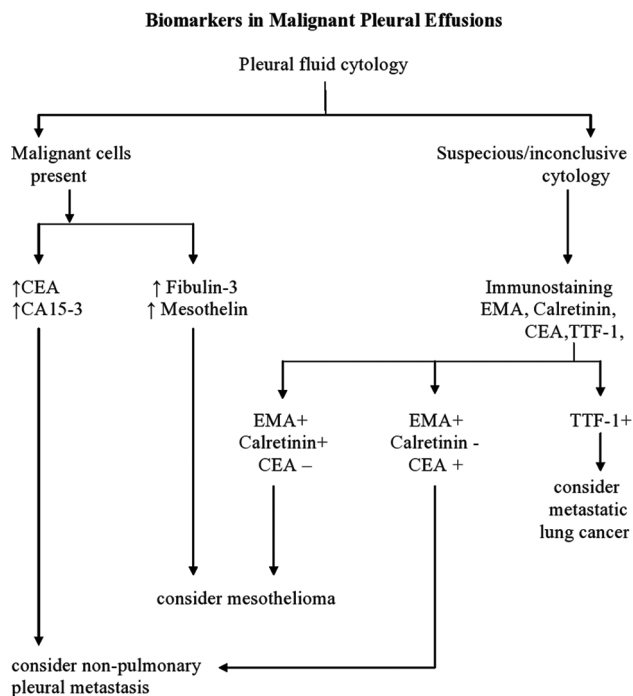 Biomarkers in Malignant Pleural Effusions
Pleural fluid cytology
Malignant cells
present
Suspecious/inconclusive
cytology
↑CEA
↑CA15-3
↑ Fibulin-3
↑ Mesothelin
Immunostaining
EMA, Calretinin,
CEA,TTF-1,
EMA+
Calretinin+
CEA –
EMA+
Calretinin -
CEA +
TTF-1+
consider
metastatic
lung cancer
consider mesothelioma
consider non-pulmonary
pleural metastasis